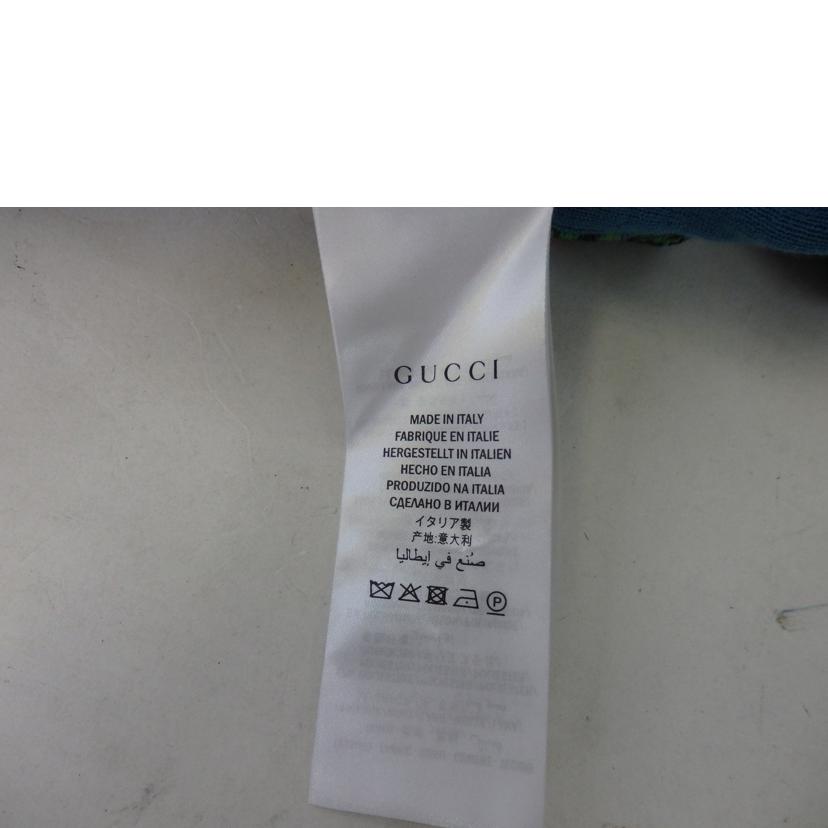 GUCCI
MADE IN ITALY
FABRIQUE EN ITALIE
HERGESTELLT IN ITALIEN
HECHO EN ITALIA
PRODUZIDO NA ITALIA
СДЕЛАНО В ИТАЛИИ
イタリア製
产地:意大利
صُنع في إيطاليا
P